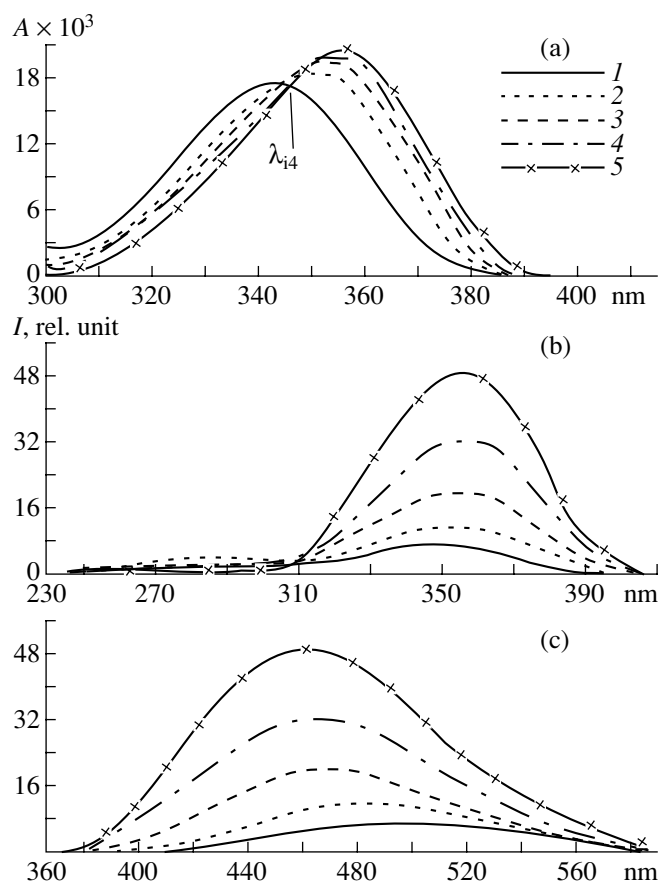 A × 10³
(a)
18
12
6
0
λi4
1
2
3
4
5
300 320 340 360 380 400 nm
I, rel. unit
(b)
48
32
16
0
230 270 310 350 390 nm
(c)
48
32
16
360 400 440 480 520 560 nm